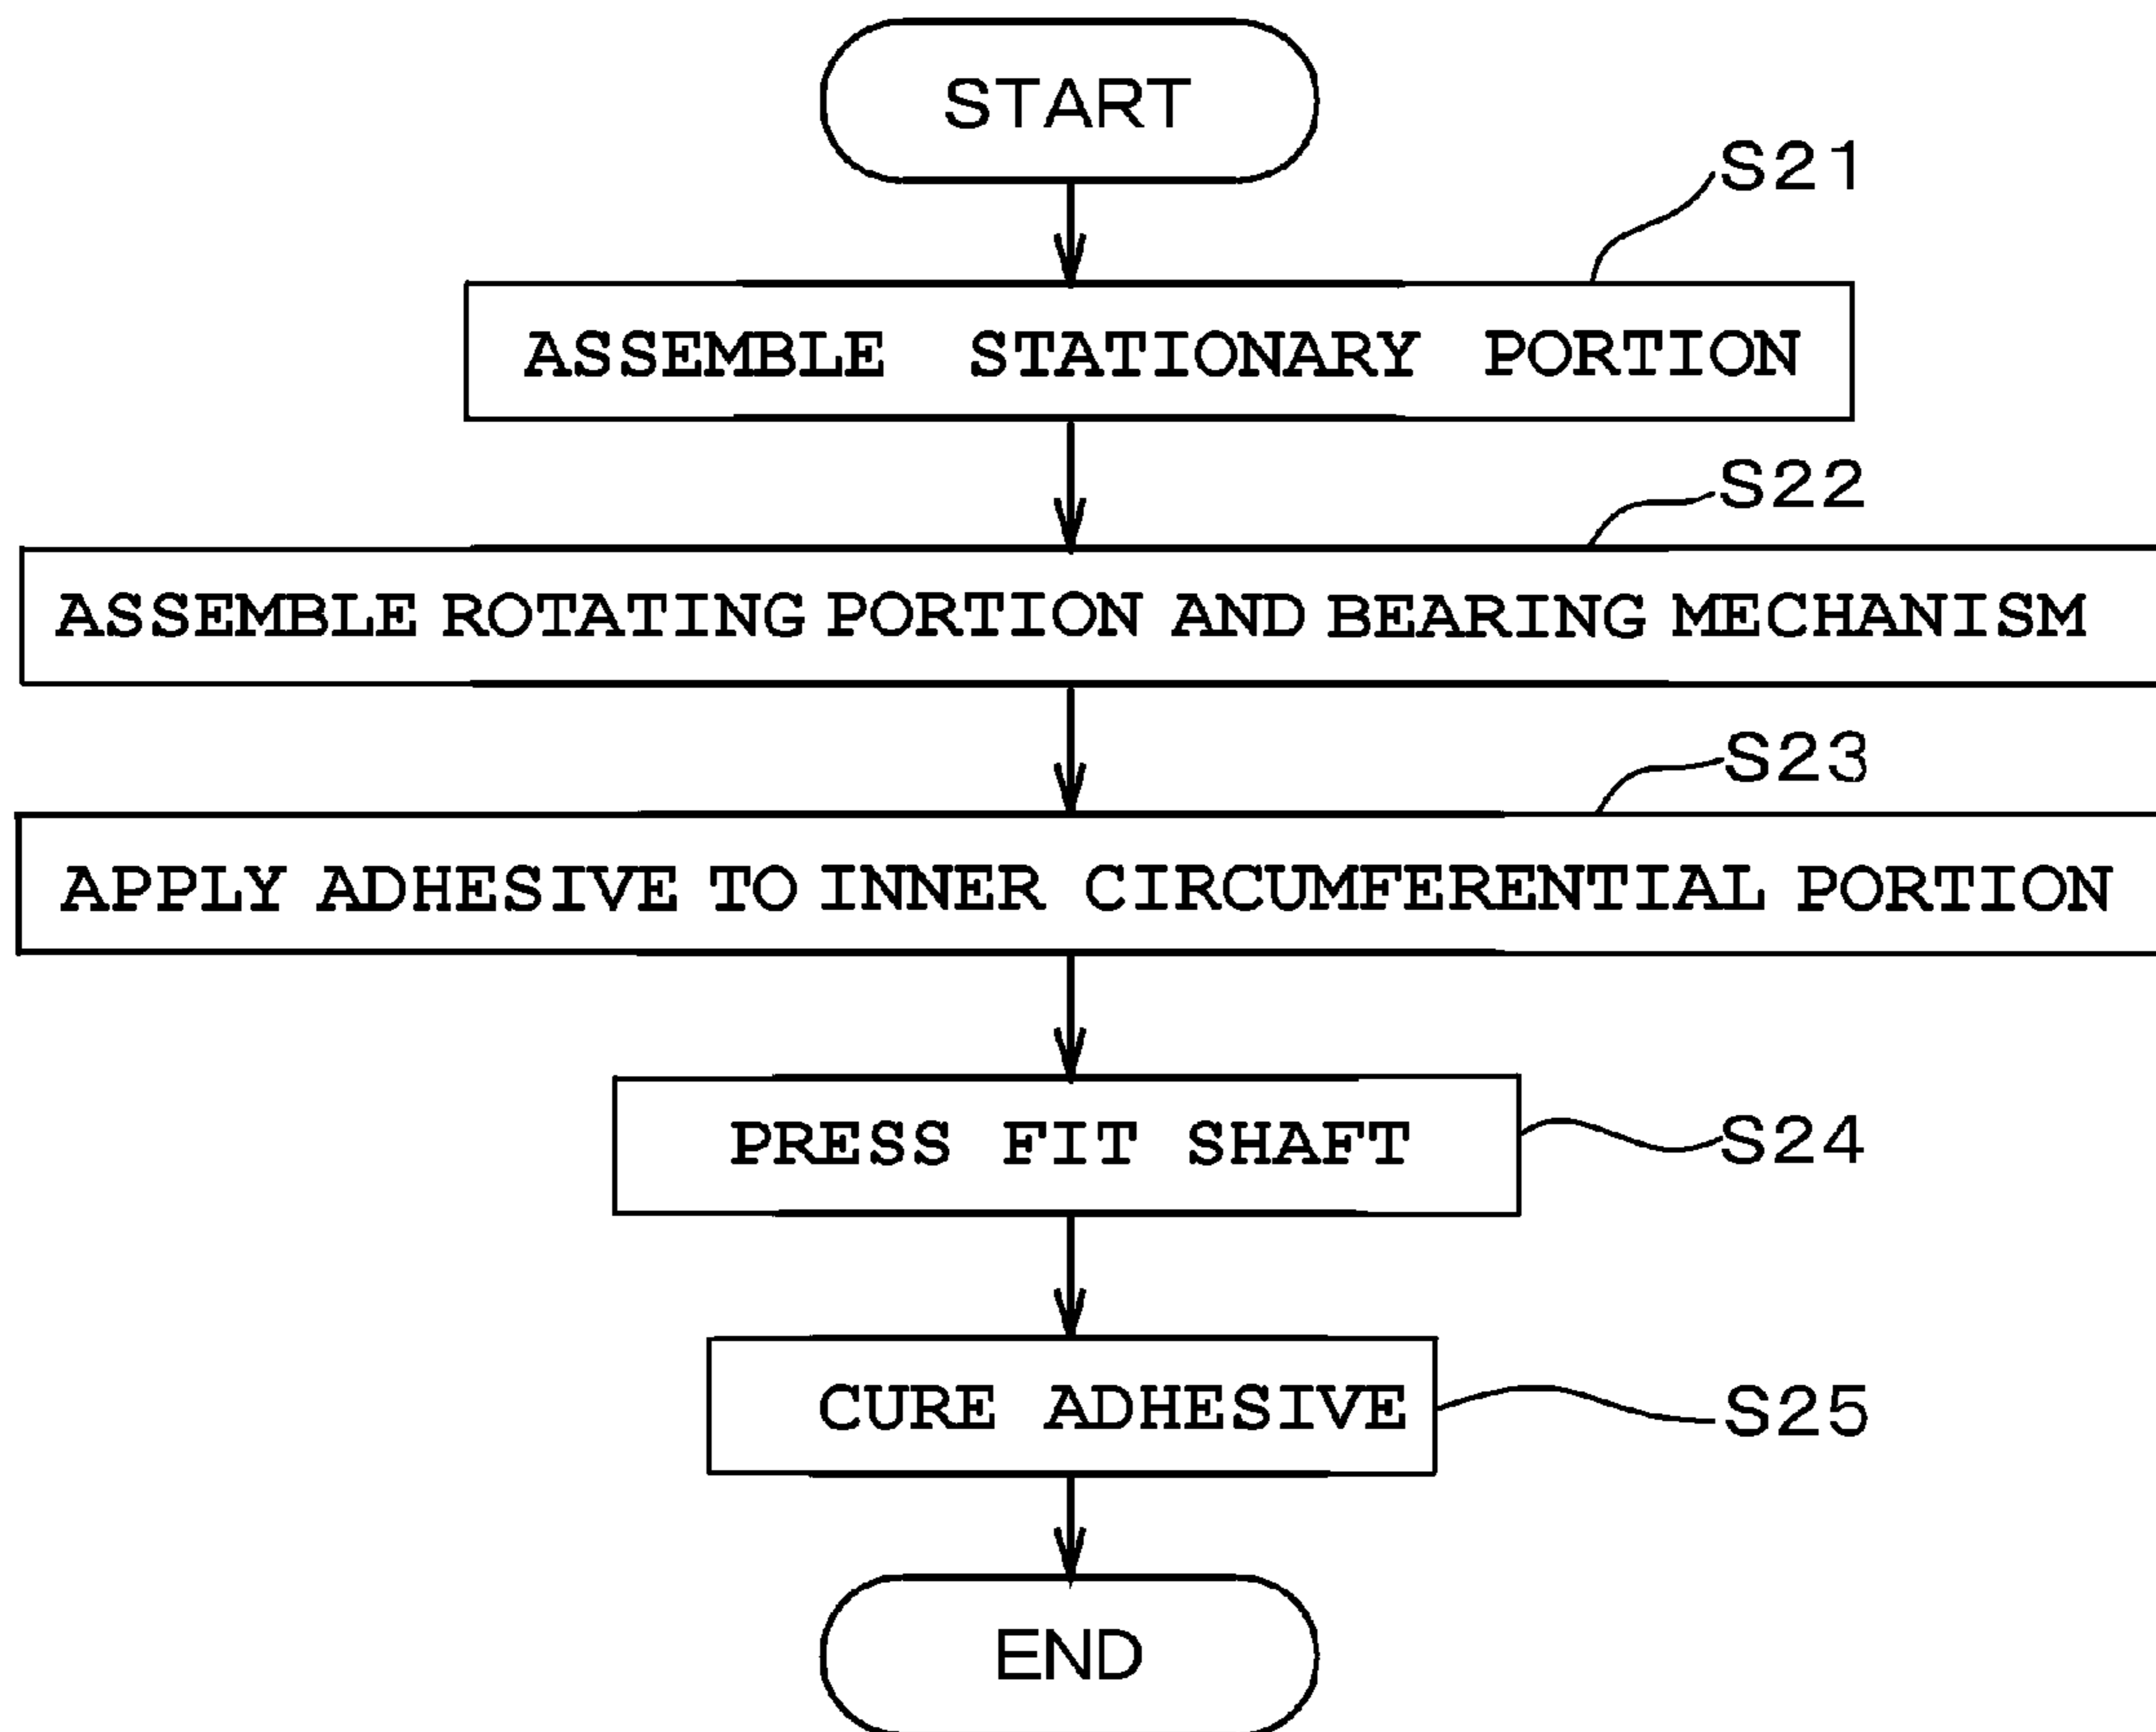 START
S21
ASSEMBLE STATIONARY PORTION
S22
ASSEMBLE ROTATING PORTION AND BEARING MECHANISM
S23
APPLY ADHESIVE TO INNER CIRCUMFERENTIAL PORTION
PRESS FIT SHAFT
S24
CURE ADHESIVE
S25
END